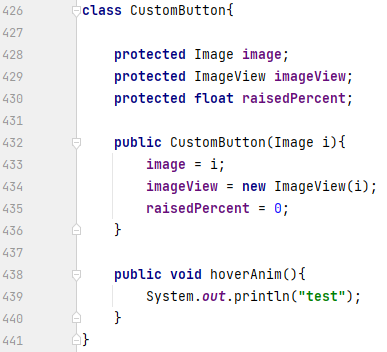 426 class CustomButton{
427
428     protected Image image;
429     protected ImageView imageView;
430     protected float raisedPercent;
431
432     public CustomButton(Image i){
433         image = i;
434         imageView = new ImageView(i);
435         raisedPercent = 0;
436     }
437
438     public void hoverAnim(){
439         System.out.println("test");
440     }
441 }